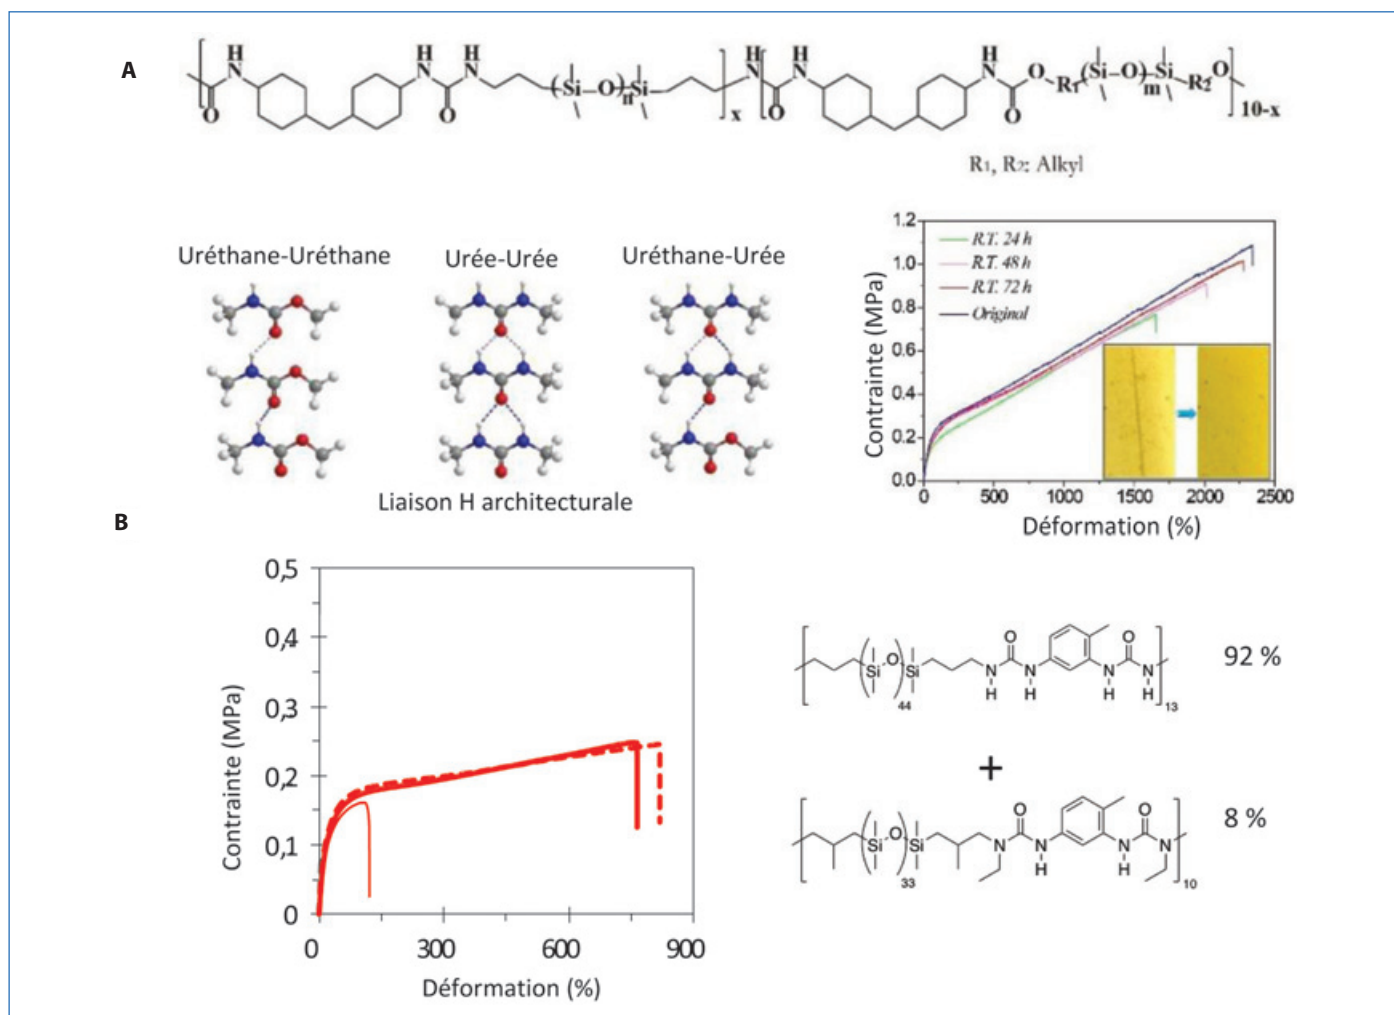 A
H
N
O
H
N
H
N
O
Si
O
n
Si
x
H
N
H
N
O
H
N
O
O
R1
Si
O
m
Si
R2
O
10-x
R1, R2: Alkyl
Uréthane-Uréthane
Urée-Urée
Uréthane-Urée
Liaison H architecturale
Contrainte (MPa)
1.2
1.0
0.8
0.6
0.4
0.2
0.0
R.T. 24 h
R.T. 48 h
R.T. 72 h
Original
0 500 1000 1500 2000 2500
Déformation (%)
B
Contrainte (MPa)
0,5
0,4
0,3
0,2
0,1
0
0 300 600 900
Déformation (%)
Si
O
Si
44
N
H
O
N
H
N
H
O
N
H
13
92 %
+
Si
O
Si
33
N
O
N
H
N
H
O
N
10
8 %